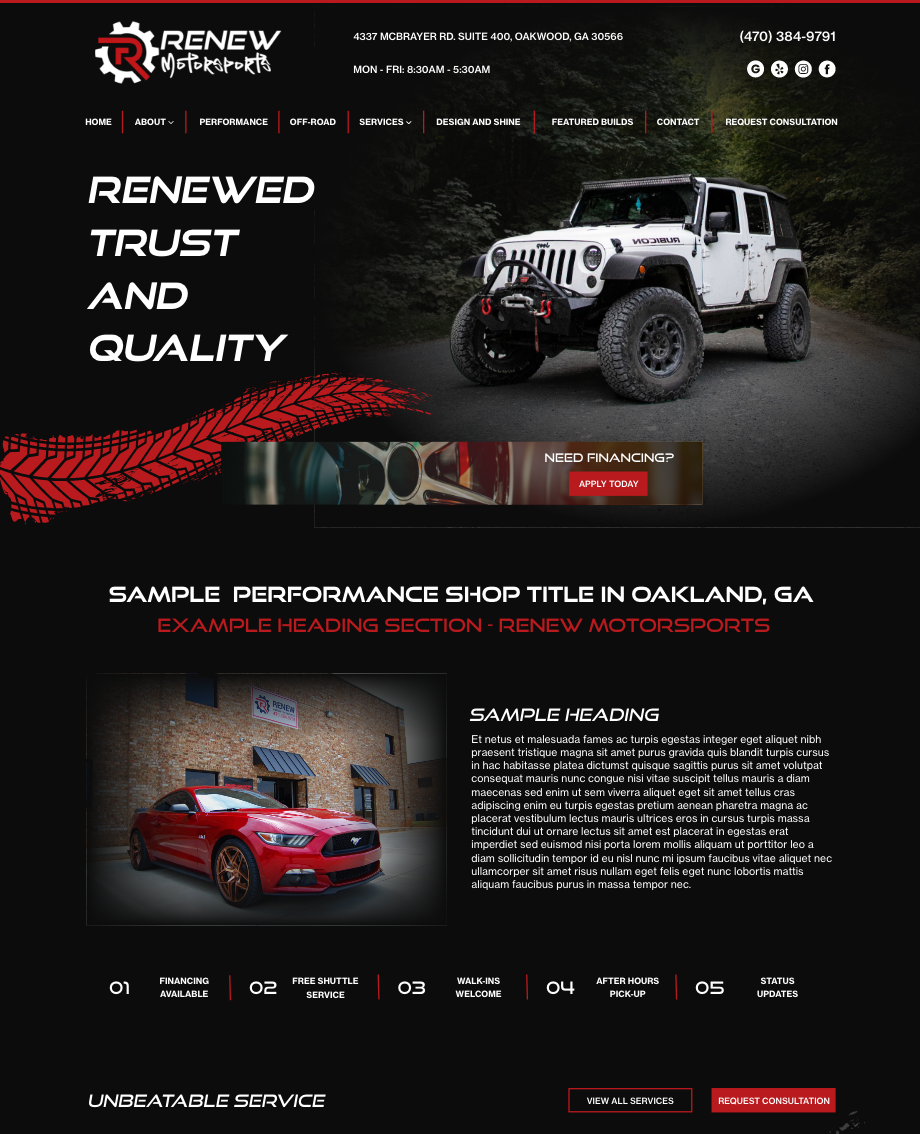 RENEW
MOTORSPORTS
4337 MCBRAYER RD. SUITE 400, OAKWOOD, GA 30566
(470) 384-9791
MON - FRI: 8:30AM - 5:30AM
HOME
ABOUT
PERFORMANCE
OFF-ROAD
SERVICES
DESIGN AND SHINE
FEATURED BUILDS
CONTACT
REQUEST CONSULTATION
RENEWED
TRUST
AND
QUALITY
Jeep
RUBICON
NEED FINANCING?
APPLY TODAY
SAMPLE PERFORMANCE SHOP TITLE IN OAKLAND, GA
EXAMPLE HEADING SECTION - RENEW MOTORSPORTS
RENEW
SAMPLE HEADING
Et netus et malesuada fames ac turpis egestas integer eget aliquet nibh
praesent tristique magna sit amet purus gravida quis blandit turpis cursus
in hac habitasse platea dictumst quisque sagittis purus sit amet volutpat
consequat mauris nunc congue nisi vitae suscipit tellus mauris a diam
maecenas sed enim ut sem viverra aliquet eget sit amet tellus cras
adipiscing enim eu turpis egestas pretium aenean pharetra magna ac
placerat vestibulum lectus mauris ultrices eros in cursus turpis massa
tincidunt dui ut ornare lectus sit amet est placerat in egestas erat
imperdiet sed euismod nisi porta lorem mollis aliquam ut porttitor leo a
diam sollicitudin tempor id eu nisl nunc mi ipsum faucibus vitae aliquet nec
ullamcorper sit amet risus nullam eget felis eget nunc lobortis mattis
aliquam faucibus purus in massa tempor nec.
01
FINANCING
AVAILABLE
02
FREE SHUTTLE
SERVICE
03
WALK-INS
WELCOME
04
AFTER HOURS
PICK-UP
05
STATUS
UPDATES
UNBEATABLE SERVICE
VIEW ALL SERVICES
REQUEST CONSULTATION